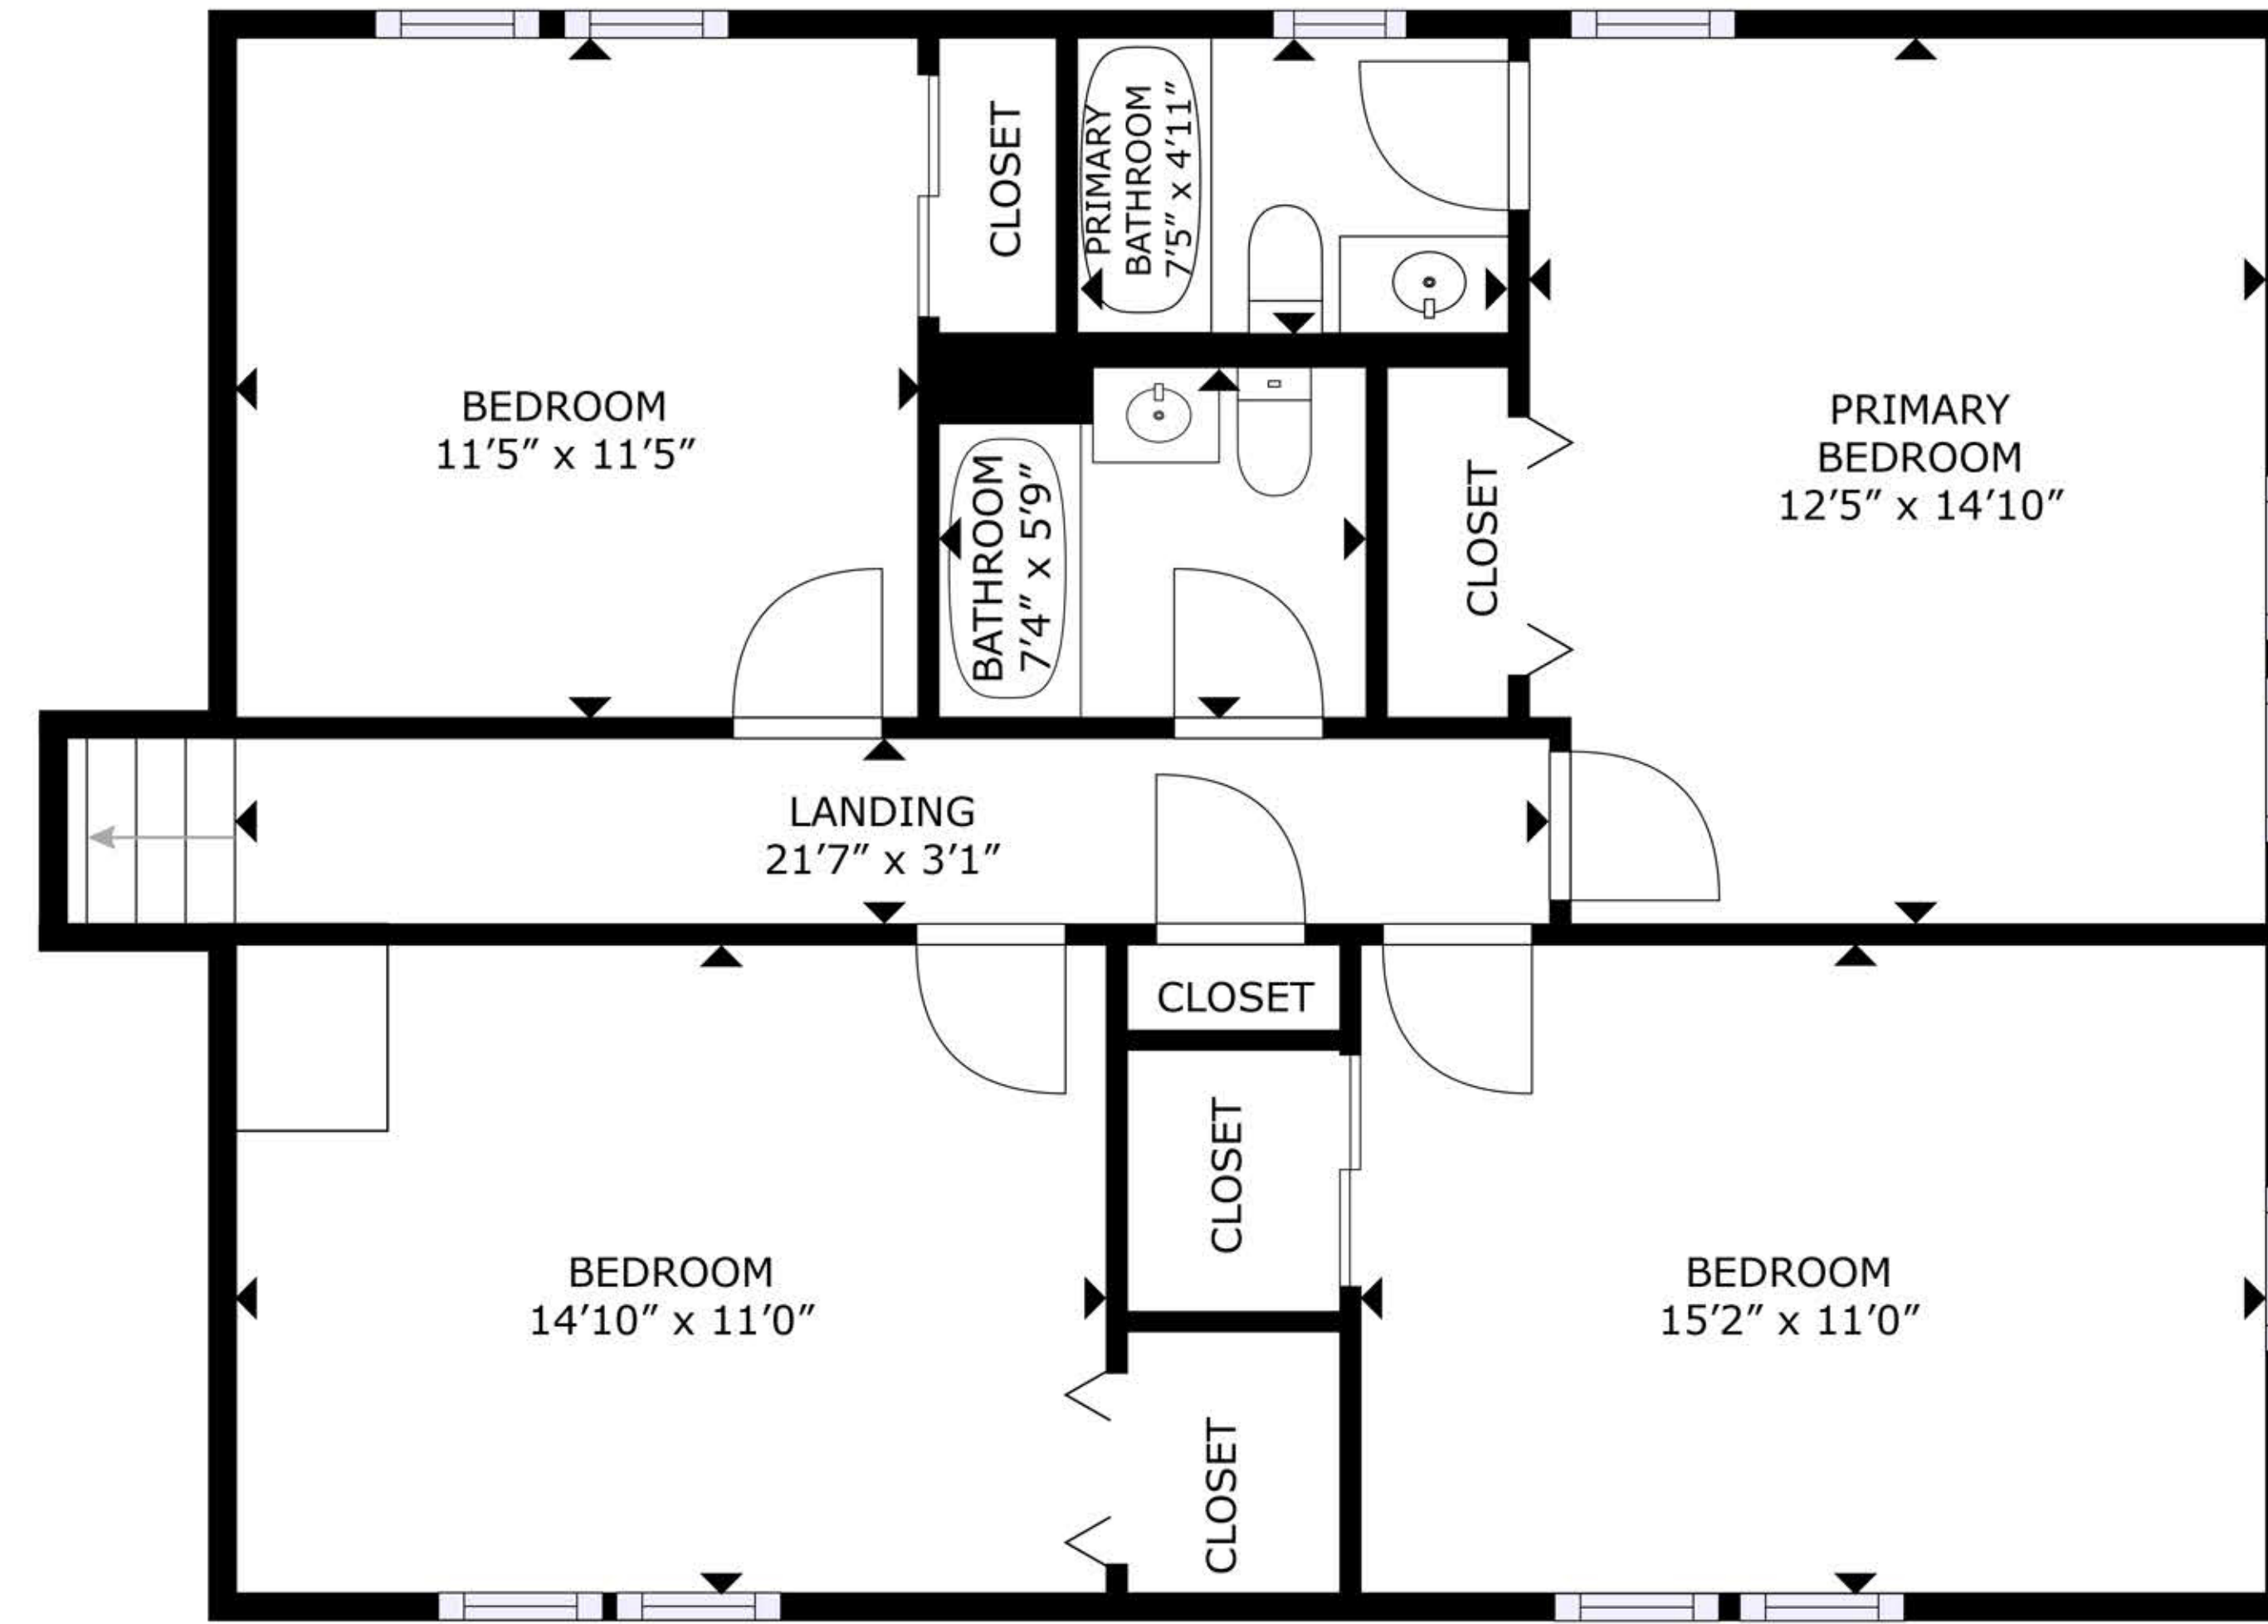 CLOSET
PRIMARY
BATHROOM
7’5” x 4’11”
BEDROOM
11’5” x 11’5”
PRIMARY
BEDROOM
12’5” x 14’10”
BATHROOM
7’4” x 5’9”
CLOSET
LANDING
21’7” x 3’1”
CLOSET
CLOSET
BEDROOM
14’10” x 11’0”
BEDROOM
15’2” x 11’0”
CLOSET